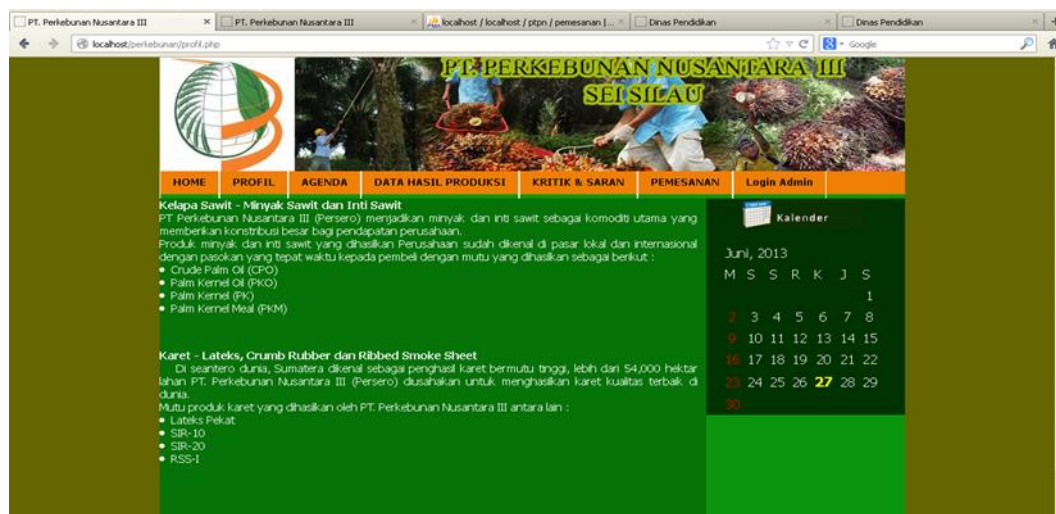 PT. Perkebunan Nusantara III
PT. Perkebunan Nusantara III
localhost / localhost / ptpn / pemesanan |...
Dinas Pendidikan
Dinas Pendidikan
localhost/perkebunan/profil.php
Google
PT. PERKEBUNAN NUSANTARA III
SEI SILAU
HOME PROFIL AGENDA DATA HASIL PRODUKSI KRITIK & SARAN PEMESANAN Login Admin
Kelapa Sawit - Minyak Sawit dan Inti Sawit
PT Perkebunan Nusantara III (Persero) menjadikan minyak dan inti sawit sebagai komoditi utama yang
memberikan konstribusi besar bagi pendapatan perusahaan.
Produk minyak dan inti sawit yang dihasilkan Perusahaan sudah dikenal di pasar lokal dan internasional
dengan pasokan yang tepat waktu kepada pembeli dengan mutu yang dihasilkan sebagai berikut :
• Crude Palm Oil (CPO)
• Palm Kernel Oil (PKO)
• Palm Kernel (PK)
• Palm Kernel Meal (PKM)
Karet - Lateks, Crumb Rubber dan Ribbed Smoke Sheet
Di seantero dunia, Sumatra dikenal sebagai penghasil karet bermutu tinggi, lebih dari 54,000 hektar
lahan PT. Perkebunan Nusantara III (Persero) diusahakan untuk menghasilkan karet kualitas terbaik di
dunia.
Mutu produk karet yang dihasilkan oleh PT. Perkebunan Nusantara III antara lain :
• Lateks Pekat
• SIR-10
• SIR-20
• RSS-I
Kalender
Juni, 2013
M S S R K J S
1
2 3 4 5 6 7 8
9 10 11 12 13 14 15
16 17 18 19 20 21 22
23 24 25 26 27 28 29
30